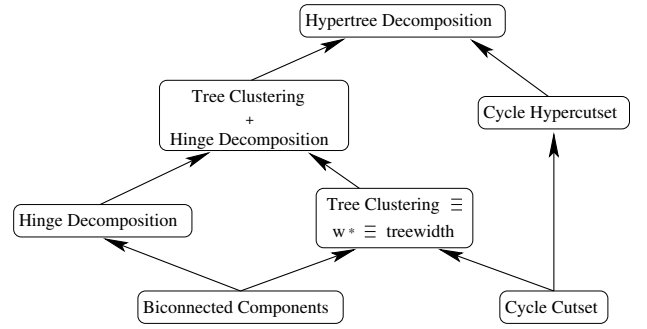 Hypertree Decomposition
Tree Clustering
+
Hinge Decomposition
Cycle Hypercutset
Hinge Decomposition
Tree Clustering ≡
w* ≡ treewidth
Biconnected Components
Cycle Cutset